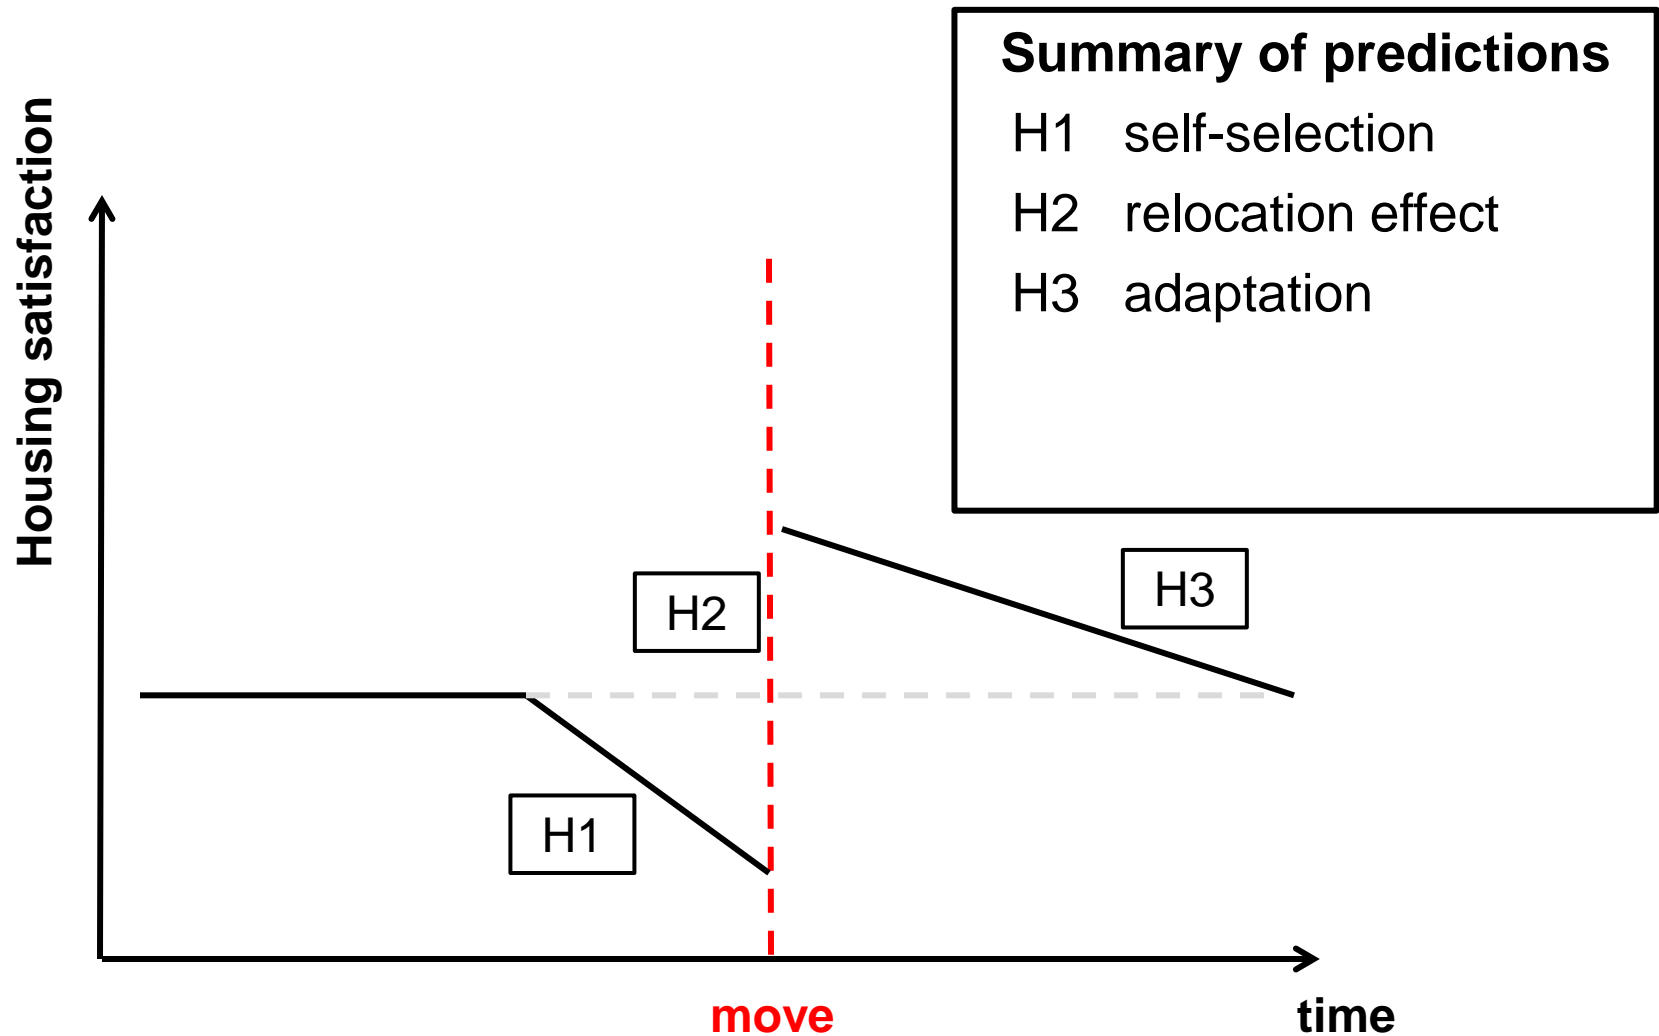 Summary of predictions
H1 self-selection
H2 relocation effect
H3 adaptation
Housing satisfaction
H2
H3
H1
move
time